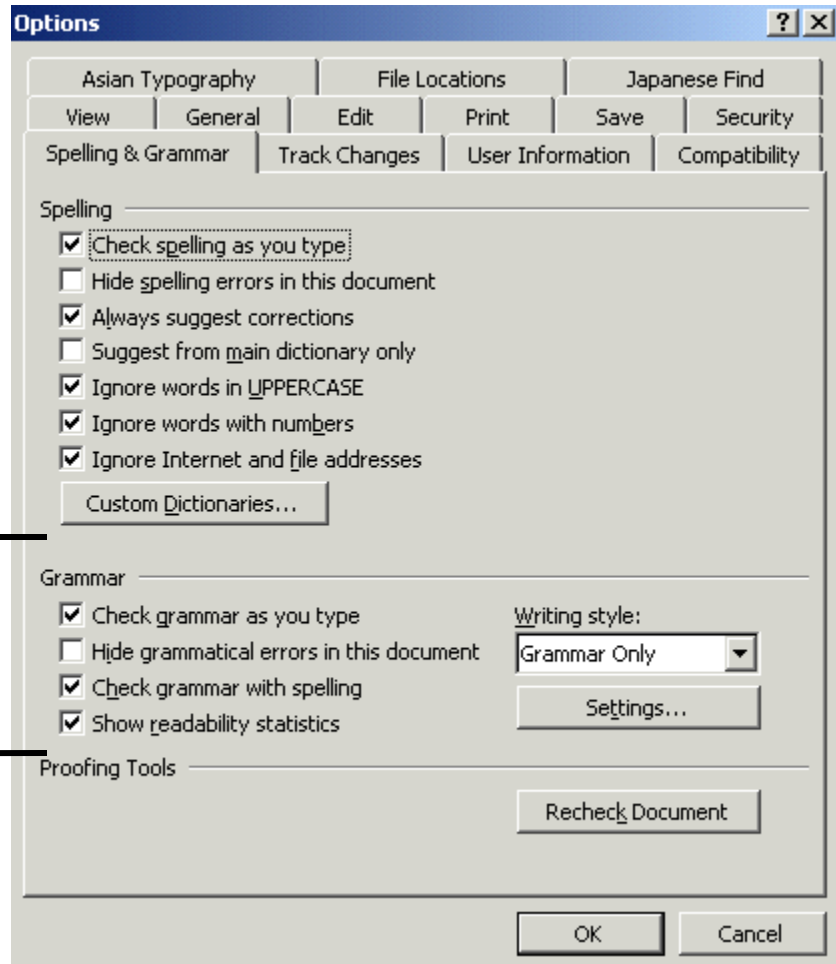 Options
Asian Typography File Locations Japanese Find
View General Edit Print Save Security
Spelling & Grammar Track Changes User Information Compatibility
Spelling
Check spelling as you type
Hide spelling errors in this document
Always suggest corrections
Suggest from main dictionary only
Ignore words in UPPERCASE
Ignore words with numbers
Ignore Internet and file addresses
Custom Dictionaries...
Grammar
Check grammar as you type Writing style:
Hide grammatical errors in this document Grammar Only
Check grammar with spelling
Show readability statistics Settings...
Proofing Tools
Recheck Document
OK Cancel